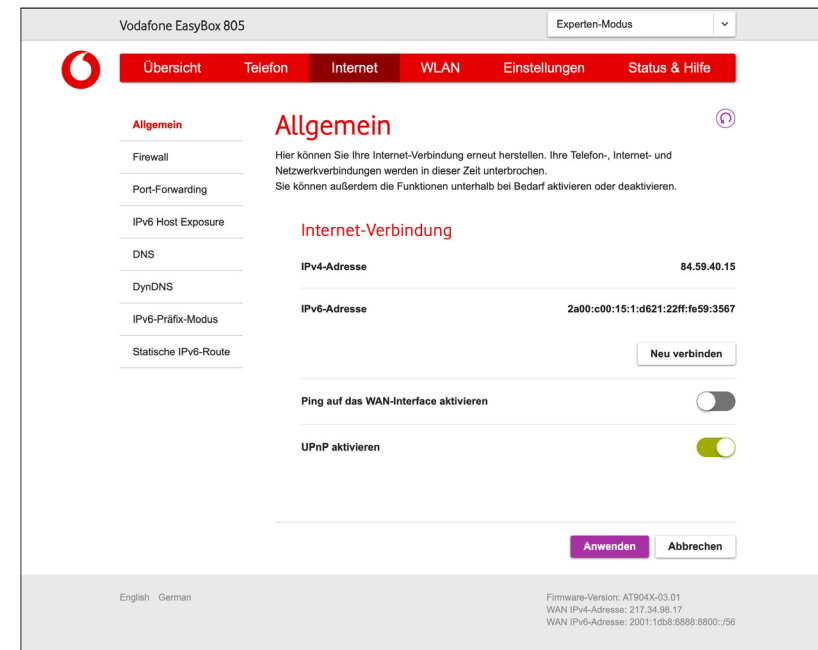 Vodafone EasyBox 805
Experten-Modus
Übersicht Telefon Internet WLAN Einstellungen Status & Hilfe
Allgemein
Firewall
Port-Forwarding
IPv6 Host Exposure
DNS
DynDNS
IPv6-Präfix-Modus
Statische IPv6-Route
Allgemein
Hier können Sie Ihre Internet-Verbindung erneut herstellen. Ihre Telefon-, Internet- und
Netzwerkverbindungen werden in dieser Zeit unterbrochen.
Sie können außerdem die Funktionen unterhalb bei Bedarf aktivieren oder deaktivieren.
Internet-Verbindung
IPv4-Adresse 84.59.40.15
IPv6-Adresse 2a00:c00:15:1:d621:22ff:fe59:3567
Neu verbinden
Ping auf das WAN-Interface aktivieren
UPnP aktivieren
Anwenden Abbrechen
English German
Firmware-Version: AT904X-03.01
WAN IPv4-Adresse: 217.34.98.17
WAN IPv6-Adresse: 2001:1db8:8888:8800::/56